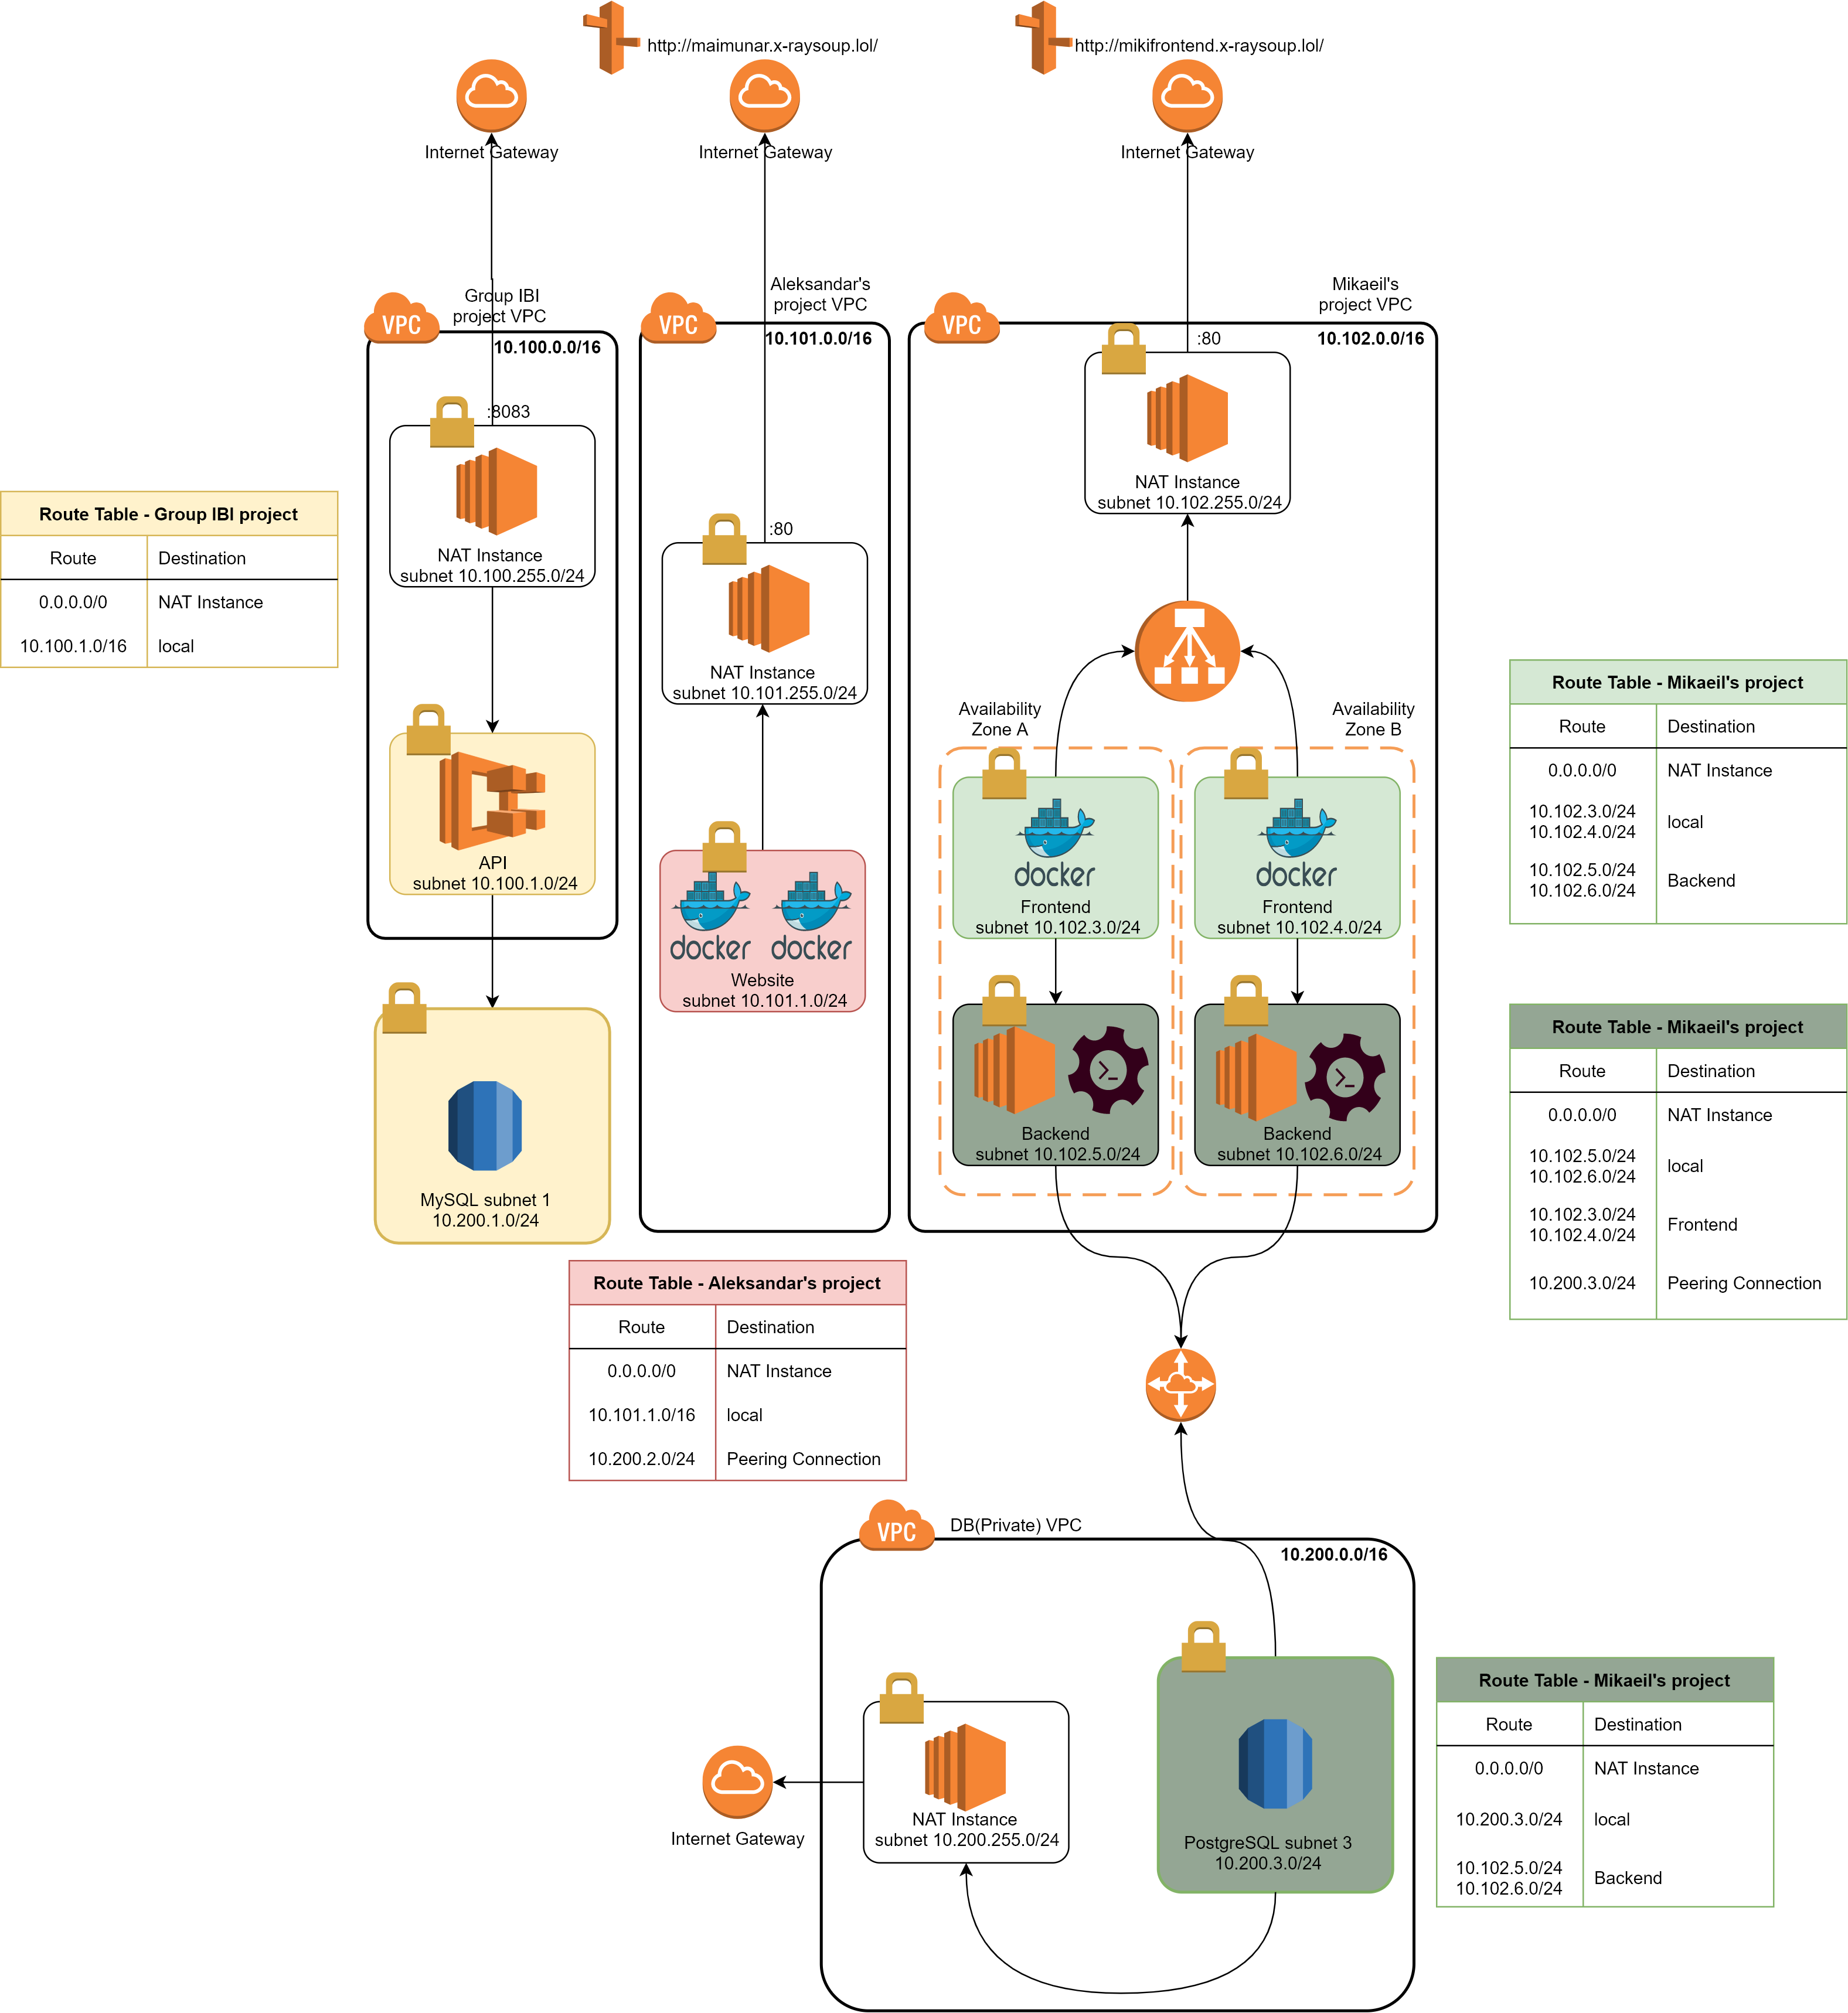 http://maimunar.x-raysoup.lol/
http://mikifrontend.x-raysoup.lol/
Internet Gateway
Internet Gateway
Internet Gateway
Group IBI
project VPC
VPC
10.100.0.0/16
:8083
NAT Instance
subnet 10.100.255.0/24
API
subnet 10.100.1.0/24
MySQL subnet 1
10.200.1.0/24
Route Table - Group IBI project
Route Destination
0.0.0.0/0 NAT Instance
10.100.1.0/16 local
Aleksandar's
project VPC
VPC
10.101.0.0/16
:80
NAT Instance
subnet 10.101.255.0/24
docker docker
Website
subnet 10.101.1.0/24
Route Table - Aleksandar's project
Route Destination
0.0.0.0/0 NAT Instance
10.101.1.0/16 local
10.200.2.0/24 Peering Connection
Mikaeil's
project VPC
VPC
10.102.0.0/16
:80
NAT Instance
subnet 10.102.255.0/24
Availability
Zone A
Availability
Zone B
docker
Frontend
subnet 10.102.3.0/24
docker
Frontend
subnet 10.102.4.0/24
Backend
subnet 10.102.5.0/24
Backend
subnet 10.102.6.0/24
Route Table - Mikaeil's project
Route Destination
0.0.0.0/0 NAT Instance
10.102.3.0/24
10.102.4.0/24
local
10.102.5.0/24
10.102.6.0/24
Backend
Route Table - Mikaeil's project
Route Destination
0.0.0.0/0 NAT Instance
10.102.5.0/24
10.102.6.0/24
local
10.102.3.0/24
10.102.4.0/24
Frontend
10.200.3.0/24 Peering Connection
VPC
DB(Private) VPC
10.200.0.0/16
Internet Gateway
NAT Instance
subnet 10.200.255.0/24
PostgreSQL subnet 3
10.200.3.0/24
Route Table - Mikaeil's project
Route Destination
0.0.0.0/0 NAT Instance
10.200.3.0/24 local
10.102.5.0/24
10.102.6.0/24
Backend